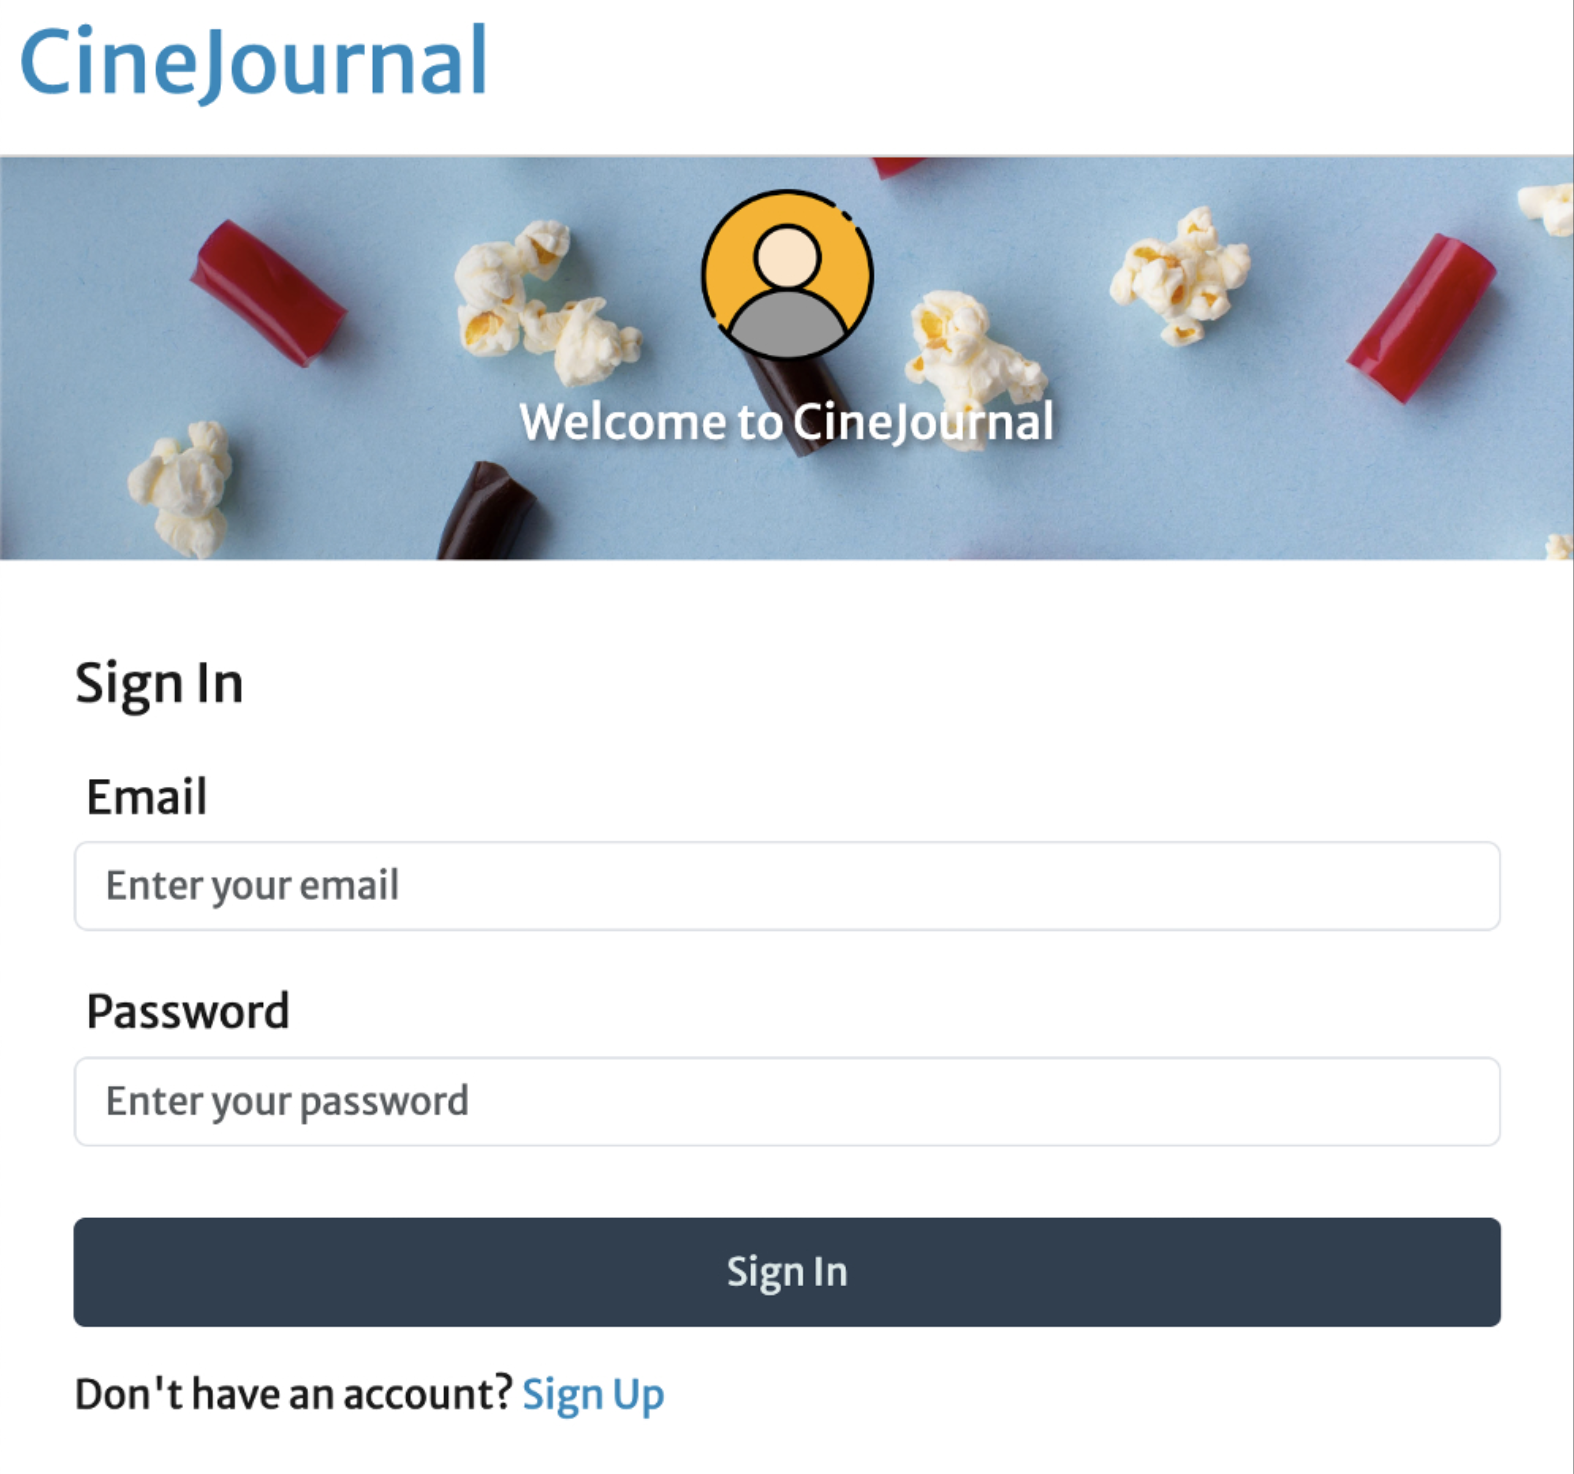 CineJournal
Welcome to CineJournal
Sign In
Email
Enter your email
Password
Enter your password
Sign In
Don't have an account? Sign Up